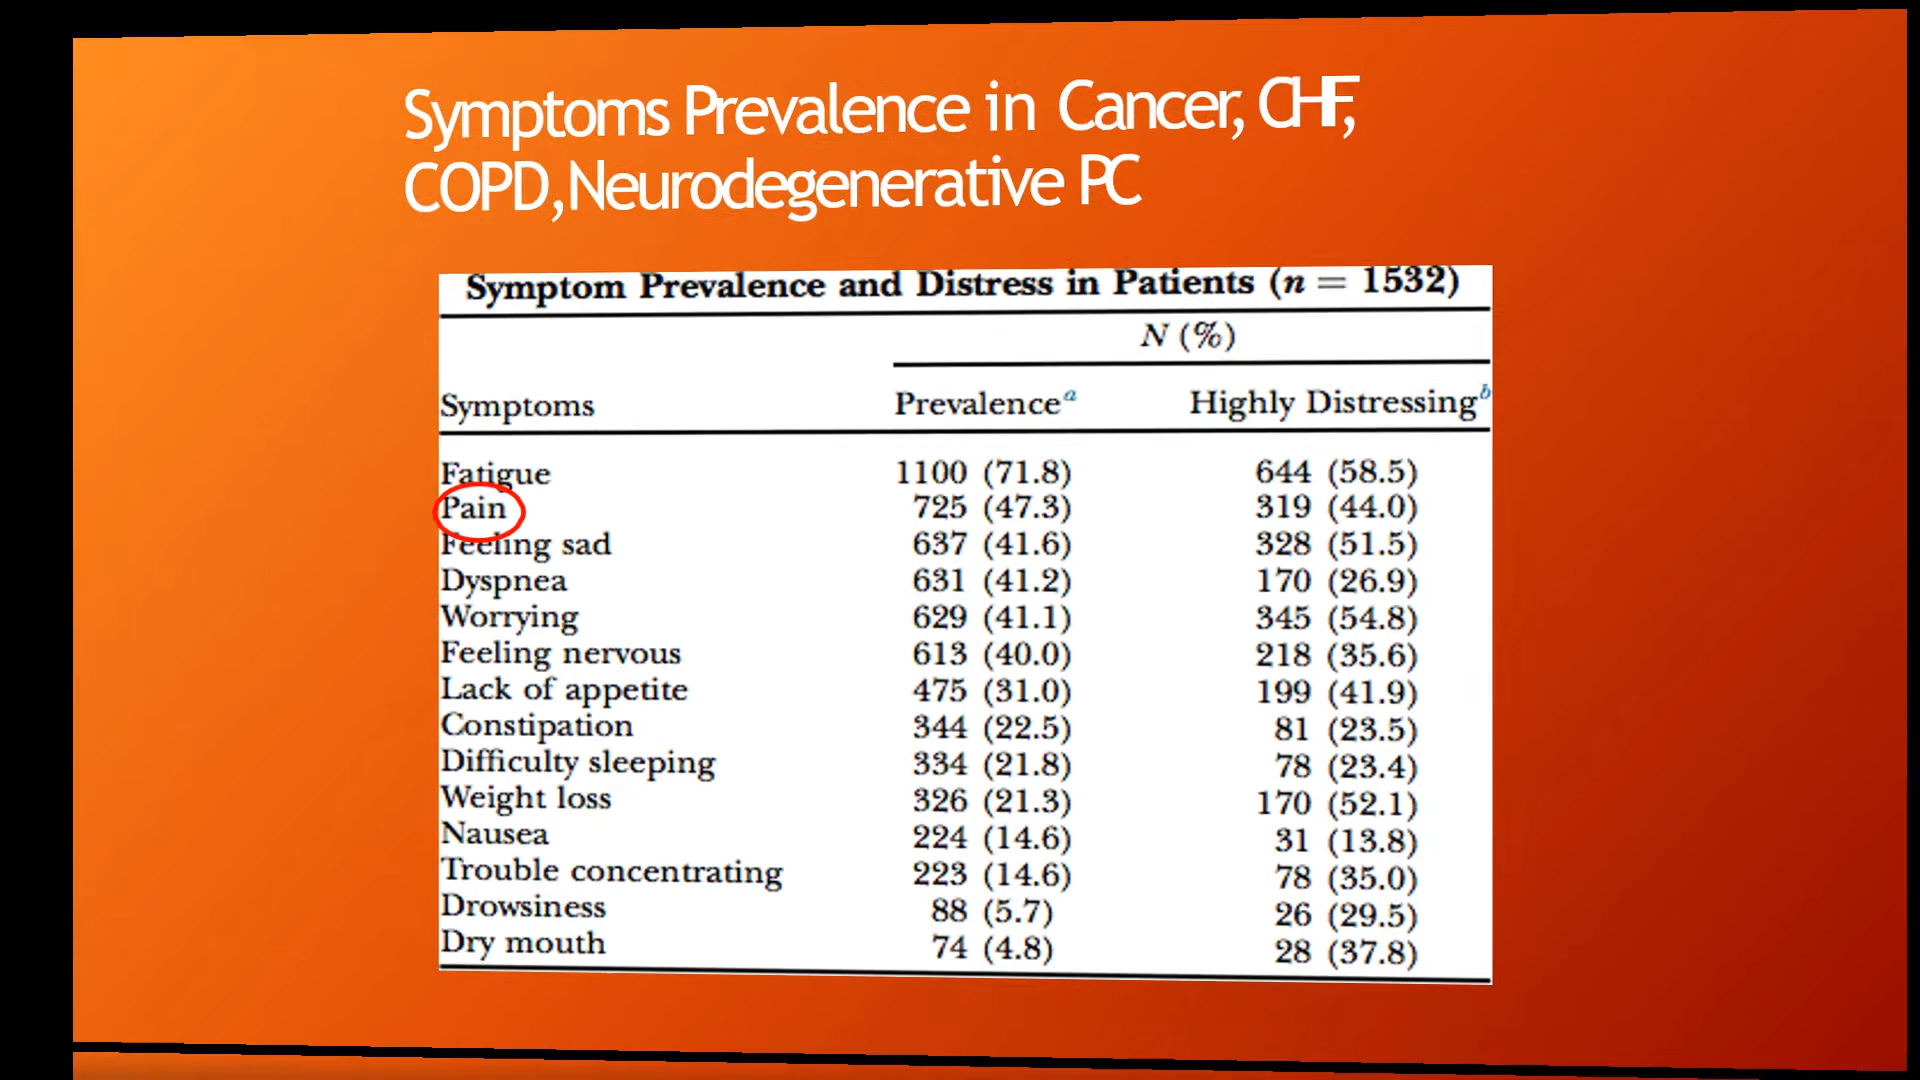 Symptoms Prevalence in Cancer, CHF,
COPD, Neurodegenerative PC
Symptom Prevalence and Distress in Patients (n = 1532)
N (%)
Symptoms Prevalence a Highly Distressing b
Fatigue 1100 (71.8) 644 (58.5)
Pain 725 (47.3) 319 (44.0)
Feeling sad 637 (41.6) 328 (51.5)
Dyspnea 631 (41.2) 170 (26.9)
Worrying 629 (41.1) 345 (54.8)
Feeling nervous 613 (40.0) 218 (35.6)
Lack of appetite 475 (31.0) 199 (41.9)
Constipation 344 (22.5) 81 (23.5)
Difficulty sleeping 334 (21.8) 78 (23.4)
Weight loss 326 (21.3) 170 (52.1)
Nausea 224 (14.6) 31 (13.8)
Trouble concentrating 223 (14.6) 78 (35.0)
Drowsiness 88 (5.7) 26 (29.5)
Dry mouth 74 (4.8) 28 (37.8)